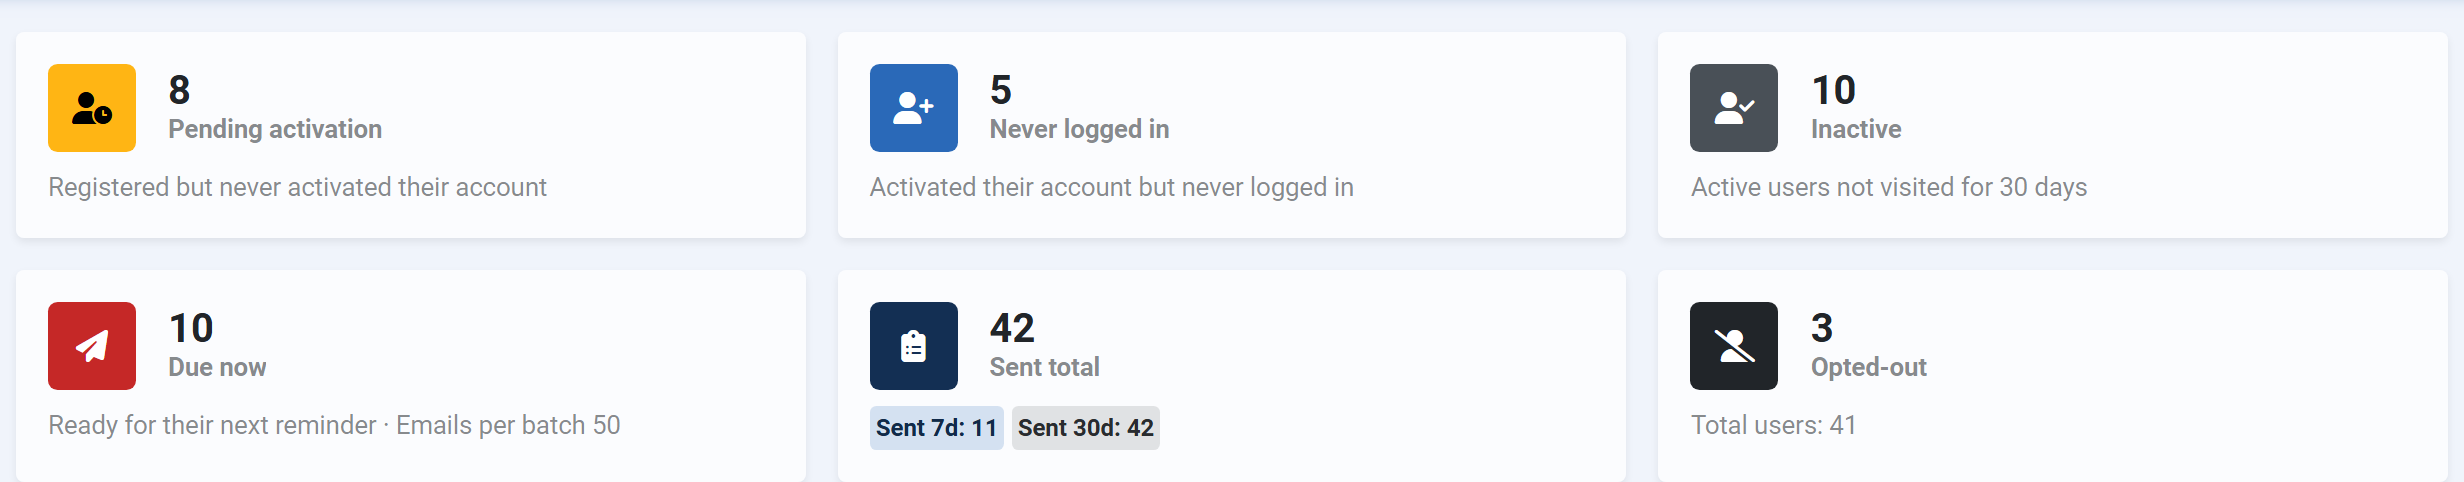 8
Pending activation
Registered but never activated their account
5
Never logged in
Activated their account but never logged in
10
Inactive
Active users not visited for 30 days
10
Due now
Ready for their next reminder · Emails per batch 50
42
Sent total
Sent 7d: 11 Sent 30d: 42
3
Opted-out
Total users: 41